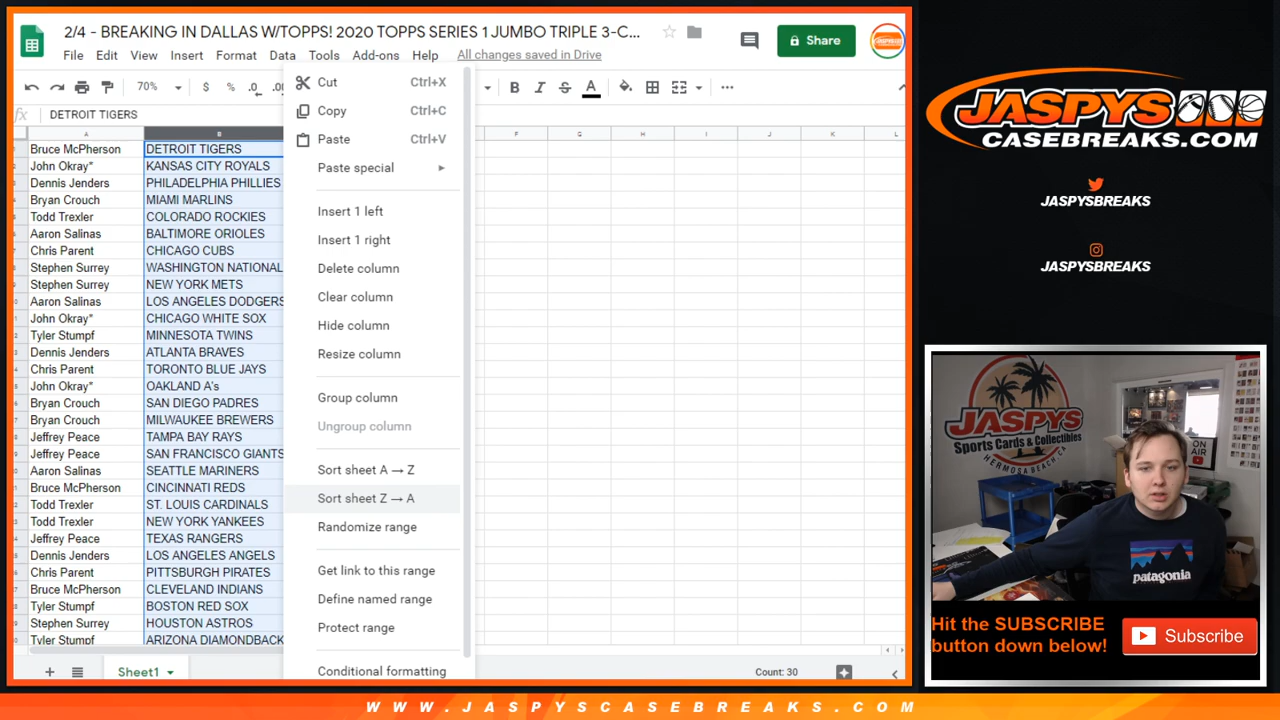 2/4 - BREAKING IN DALLAS W/TOPPS! 2020 TOPPS SERIES 1 JUMBO TRIPLE 3-C...
Share
File Edit View Insert Format Data Tools Add-ons Help All changes saved in Drive
70% $ % .0 .00 B I S A
fx DETROIT TIGERS
A B F G H I J K L
Bruce McPherson DETROIT TIGERS
John Okray* KANSAS CITY ROYALS
Dennis Jenders PHILADELPHIA PHILLIES
Bryan Crouch MIAMI MARLINS
Todd Trexler COLORADO ROCKIES
Aaron Salinas BALTIMORE ORIOLES
Chris Parent CHICAGO CUBS
Stephen Surrey WASHINGTON NATIONAL
Stephen Surrey NEW YORK METS
Aaron Salinas LOS ANGELES DODGERS
John Okray* CHICAGO WHITE SOX
Tyler Stumpf MINNESOTA TWINS
Dennis Jenders ATLANTA BRAVES
Chris Parent TORONTO BLUE JAYS
John Okray* OAKLAND A's
Bryan Crouch SAN DIEGO PADRES
Bryan Crouch MILWAUKEE BREWERS
Jeffrey Peace TAMPA BAY RAYS
Jeffrey Peace SAN FRANCISCO GIANTS
Aaron Salinas SEATTLE MARINERS
Bruce McPherson CINCINNATI REDS
Todd Trexler ST. LOUIS CARDINALS
Todd Trexler NEW YORK YANKEES
Jeffrey Peace TEXAS RANGERS
Dennis Jenders LOS ANGELES ANGELS
Chris Parent PITTSBURGH PIRATES
Bruce McPherson CLEVELAND INDIANS
Tyler Stumpf BOSTON RED SOX
Stephen Surrey HOUSTON ASTROS
Tyler Stumpf ARIZONA DIAMONDBACK
Cut Ctrl+X
Copy Ctrl+C
Paste Ctrl+V
Paste special
Insert 1 left
Insert 1 right
Delete column
Clear column
Hide column
Resize column
Group column
Ungroup column
Sort sheet A → Z
Sort sheet Z → A
Randomize range
Get link to this range
Define named range
Protect range
Conditional formatting
Sheet1
Count: 30
JASPYS
CASEBREAKS.COM
JASPYSBREAKS
JASPYSBREAKS
JASPYS
Sports Cards & Collectibles
HERMOSA BEACH, CA
ON AIR
patagonia
Hit the SUBSCRIBE
button down below!
Subscribe
WWW.JASPYSCASEBREAKS.COM